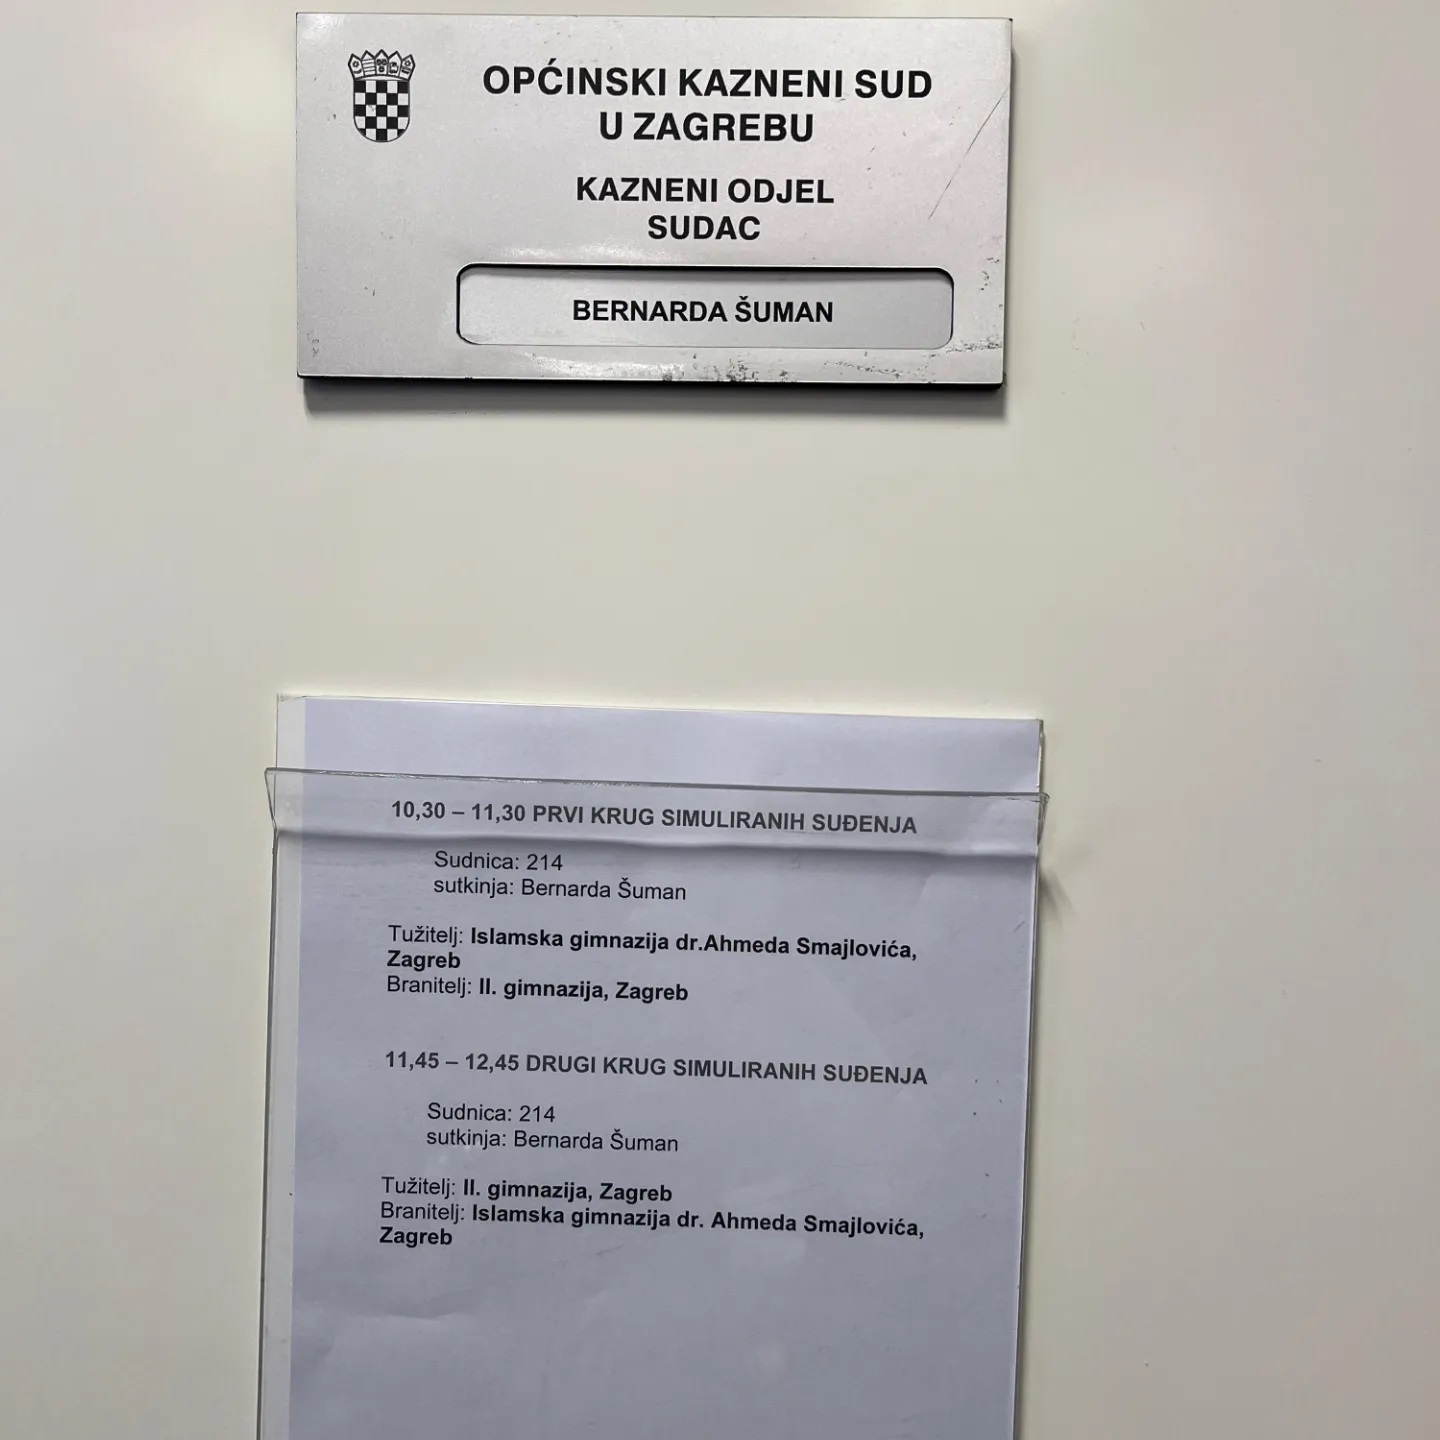 OPĆINSKI KAZNENI SUD
U ZAGREBU
KAZNENI ODJEL
SUDAC
BERNARDA ŠUMAN
10,30 – 11,30 PRVI KRUG SIMULIRANIH SUĐENJA
Sudnica: 214
sutkinja: Bernarda Šuman
Tužitelj: Islamska gimnazija dr.Ahmeda Smajlovića,
Zagreb
Branitelj: II. gimnazija, Zagreb
11,45 – 12,45 DRUGI KRUG SIMULIRANIH SUĐENJA
Sudnica: 214
sutkinja: Bernarda Šuman
Tužitelj: II. gimnazija, Zagreb
Branitelj: Islamska gimnazija dr. Ahmeda Smajlovića,
Zagreb